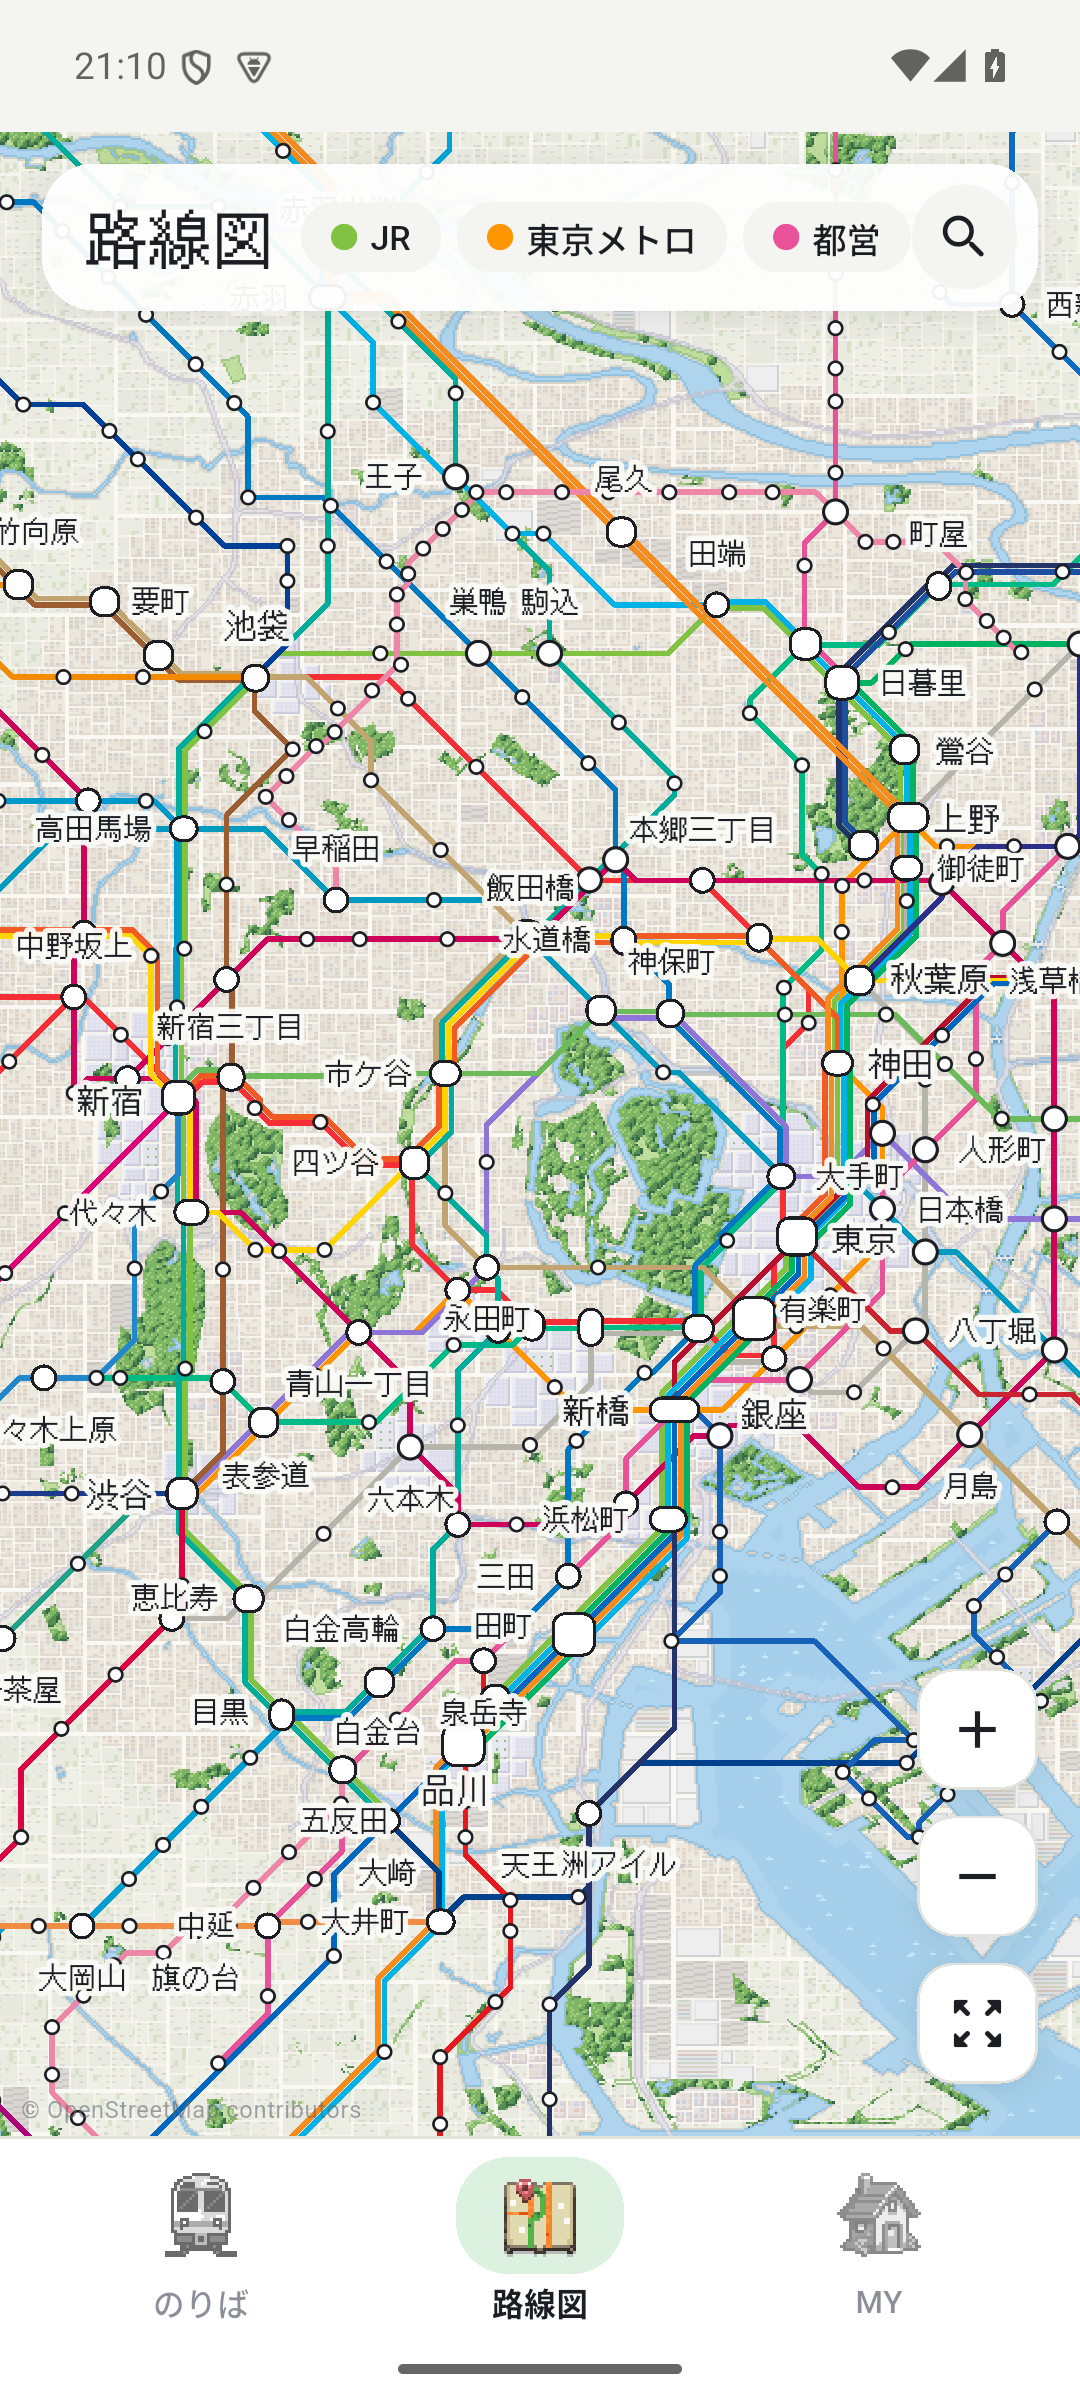 21:10
路線図
JR
東京メトロ
都営
赤羽
王子
尾久
竹向原
町屋
田端
要町
巣鴨
駒込
池袋
日暮里
鶯谷
上野
高田馬場
早稲田
本郷三丁目
御徒町
飯田橋
中野坂上
水道橋
神保町
秋葉原
新宿三丁目
市ケ谷
神田
新宿
人形町
四ツ谷
大手町
代々木
日本橋
東京
永田町
有楽町
八丁堀
青山一丁目
新橋
銀座
々木上原
表参道
月島
渋谷
六本木
浜松町
三田
恵比寿
白金高輪
田町
茶屋
目黒
白金台
泉岳寺
品川
五反田
大崎
天王洲アイル
中延
大井町
大岡山
旗の台
© OpenStreetMap contributors
のりば
路線図
MY